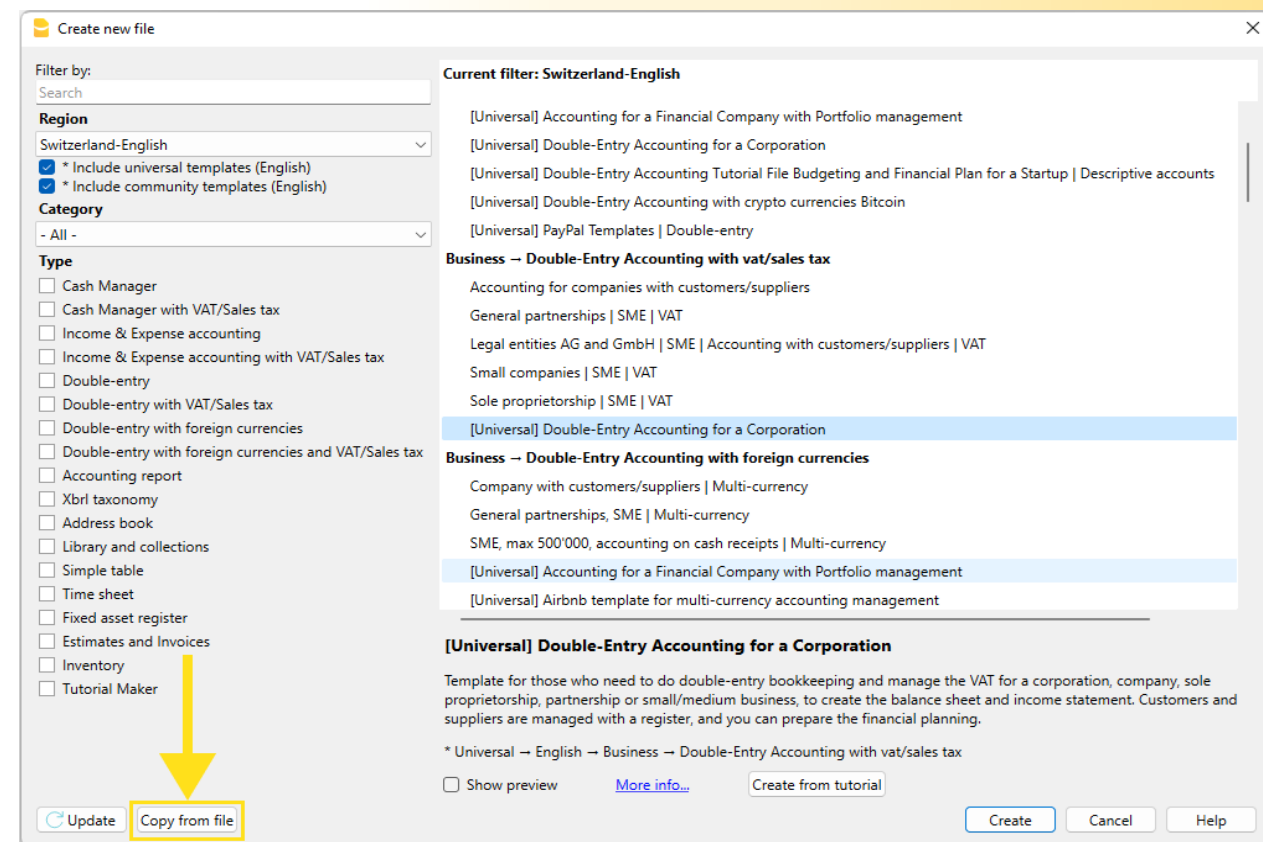 Create new file
Filter by:
Search
Region
Switzerland-English
* Include universal templates (English)
* Include community templates (English)
Category
- All -
Type
Cash Manager
Cash Manager with VAT/Sales tax
Income & Expense accounting
Income & Expense accounting with VAT/Sales tax
Double-entry
Double-entry with VAT/Sales tax
Double-entry with foreign currencies
Double-entry with foreign currencies and VAT/Sales tax
Accounting report
Xbrl taxonomy
Address book
Library and collections
Simple table
Time sheet
Fixed asset register
Estimates and Invoices
Inventory
Tutorial Maker
Update
Copy from file
Current filter: Switzerland-English
[Universal] Accounting for a Financial Company with Portfolio management
[Universal] Double-Entry Accounting for a Corporation
[Universal] Double-Entry Accounting Tutorial File Budgeting and Financial Plan for a Startup | Descriptive accounts
[Universal] Double-Entry Accounting with crypto currencies Bitcoin
[Universal] PayPal Templates | Double-entry
Business → Double-Entry Accounting with vat/sales tax
Accounting for companies with customers/suppliers
General partnerships | SME | VAT
Legal entities AG and GmbH | SME | Accounting with customers/suppliers | VAT
Small companies | SME | VAT
Sole proprietorship | SME | VAT
[Universal] Double-Entry Accounting for a Corporation
Business → Double-Entry Accounting with foreign currencies
Company with customers/suppliers | Multi-currency
General partnerships, SME | Multi-currency
SME, max 500'000, accounting on cash receipts | Multi-currency
[Universal] Accounting for a Financial Company with Portfolio management
[Universal] Airbnb template for multi-currency accounting management
[Universal] Double-Entry Accounting for a Corporation
Template for those who need to do double-entry bookkeeping and manage the VAT for a corporation, company, sole
proprietorship, partnership or small/medium business, to create the balance sheet and income statement. Customers and
suppliers are managed with a register, and you can prepare the financial planning.
* Universal → English → Business → Double-Entry Accounting with vat/sales tax
Show preview
More info...
Create from tutorial
Create
Cancel
Help